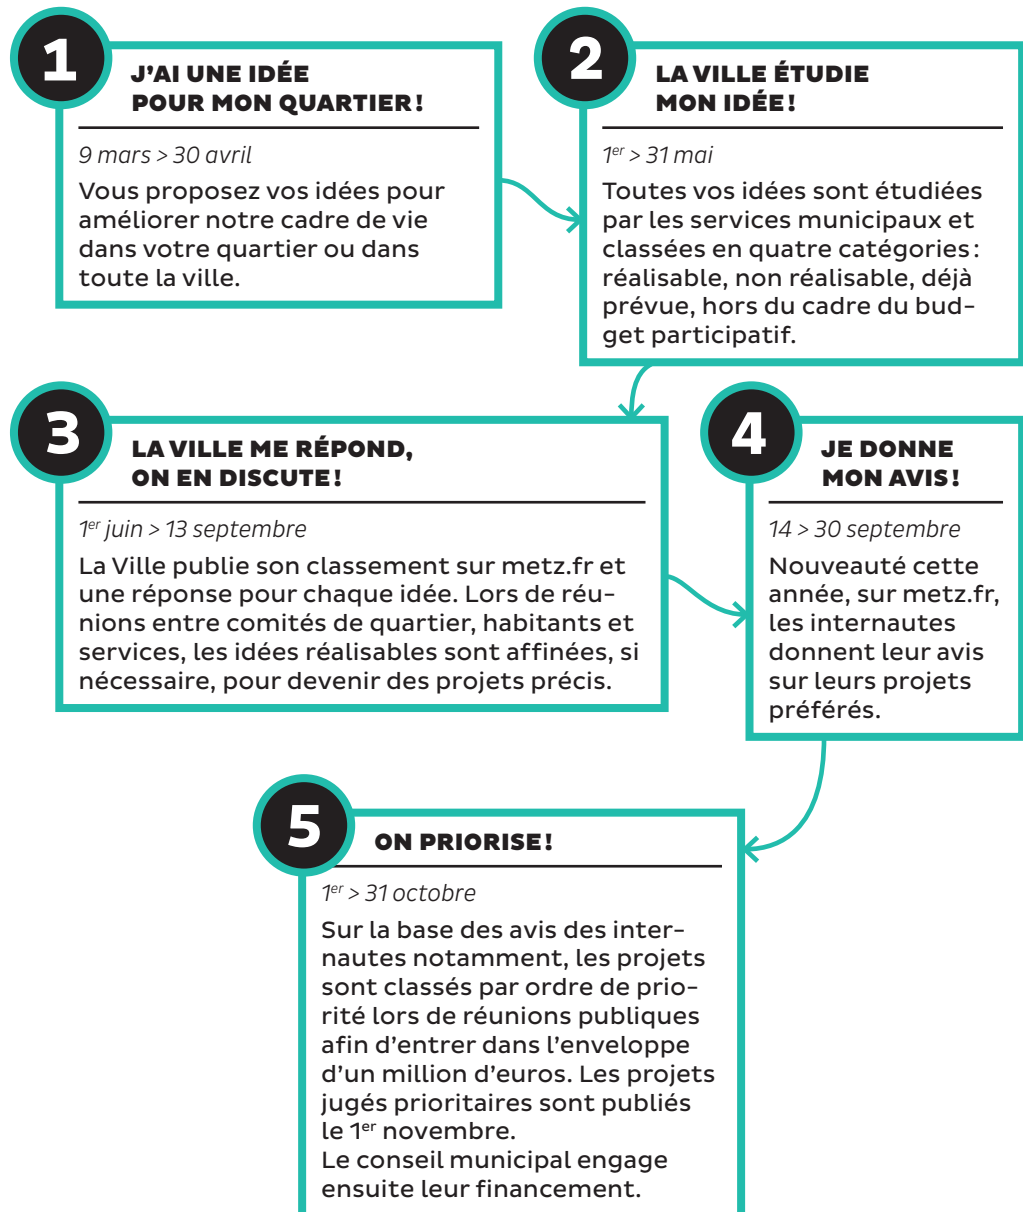 1
J’AI UNE IDÉE
POUR MON QUARTIER !
9 mars > 30 avril
Vous proposez vos idées pour
améliorer notre cadre de vie
dans votre quartier ou dans
toute la ville.
2
LA VILLE ÉTUDIE
MON IDÉE !
1er > 31 mai
Toutes vos idées sont étudiées
par les services municipaux et
classées en quatre catégories :
réalisable, non réalisable, déjà
prévue, hors du cadre du bud-
get participatif.
3
LA VILLE ME RÉPOND,
ON EN DISCUTE !
1er juin > 13 septembre
La Ville publie son classement sur metz.fr et
une réponse pour chaque idée. Lors de réu-
nions entre comités de quartier, habitants et
services, les idées réalisables sont affinées, si
nécessaire, pour devenir des projets précis.
4
JE DONNE
MON AVIS !
14 > 30 septembre
Nouveauté cette
année, sur metz.fr,
les internautes
donnent leur avis
sur leurs projets
préférés.
5
ON PRIORISE !
1er > 31 octobre
Sur la base des avis des inter-
nautes notamment, les projets
sont classés par ordre de prio-
rité lors de réunions publiques
afin d’entrer dans l’enveloppe
d’un million d’euros. Les projets
jugés prioritaires sont publiés
le 1er novembre.
Le conseil municipal engage
ensuite leur financement.